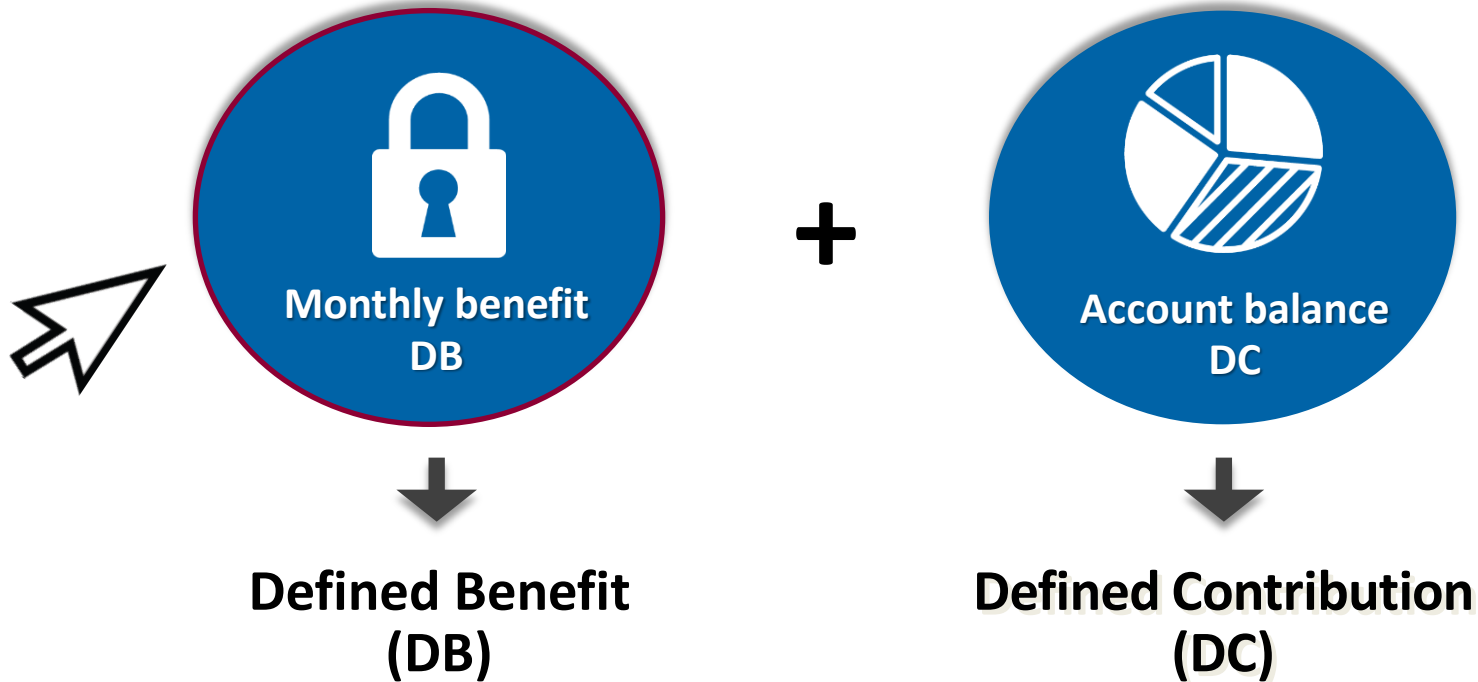 Monthly benefit
DB
+
Account balance
DC
Defined Benefit
(DB)
Defined Contribution
(DC)